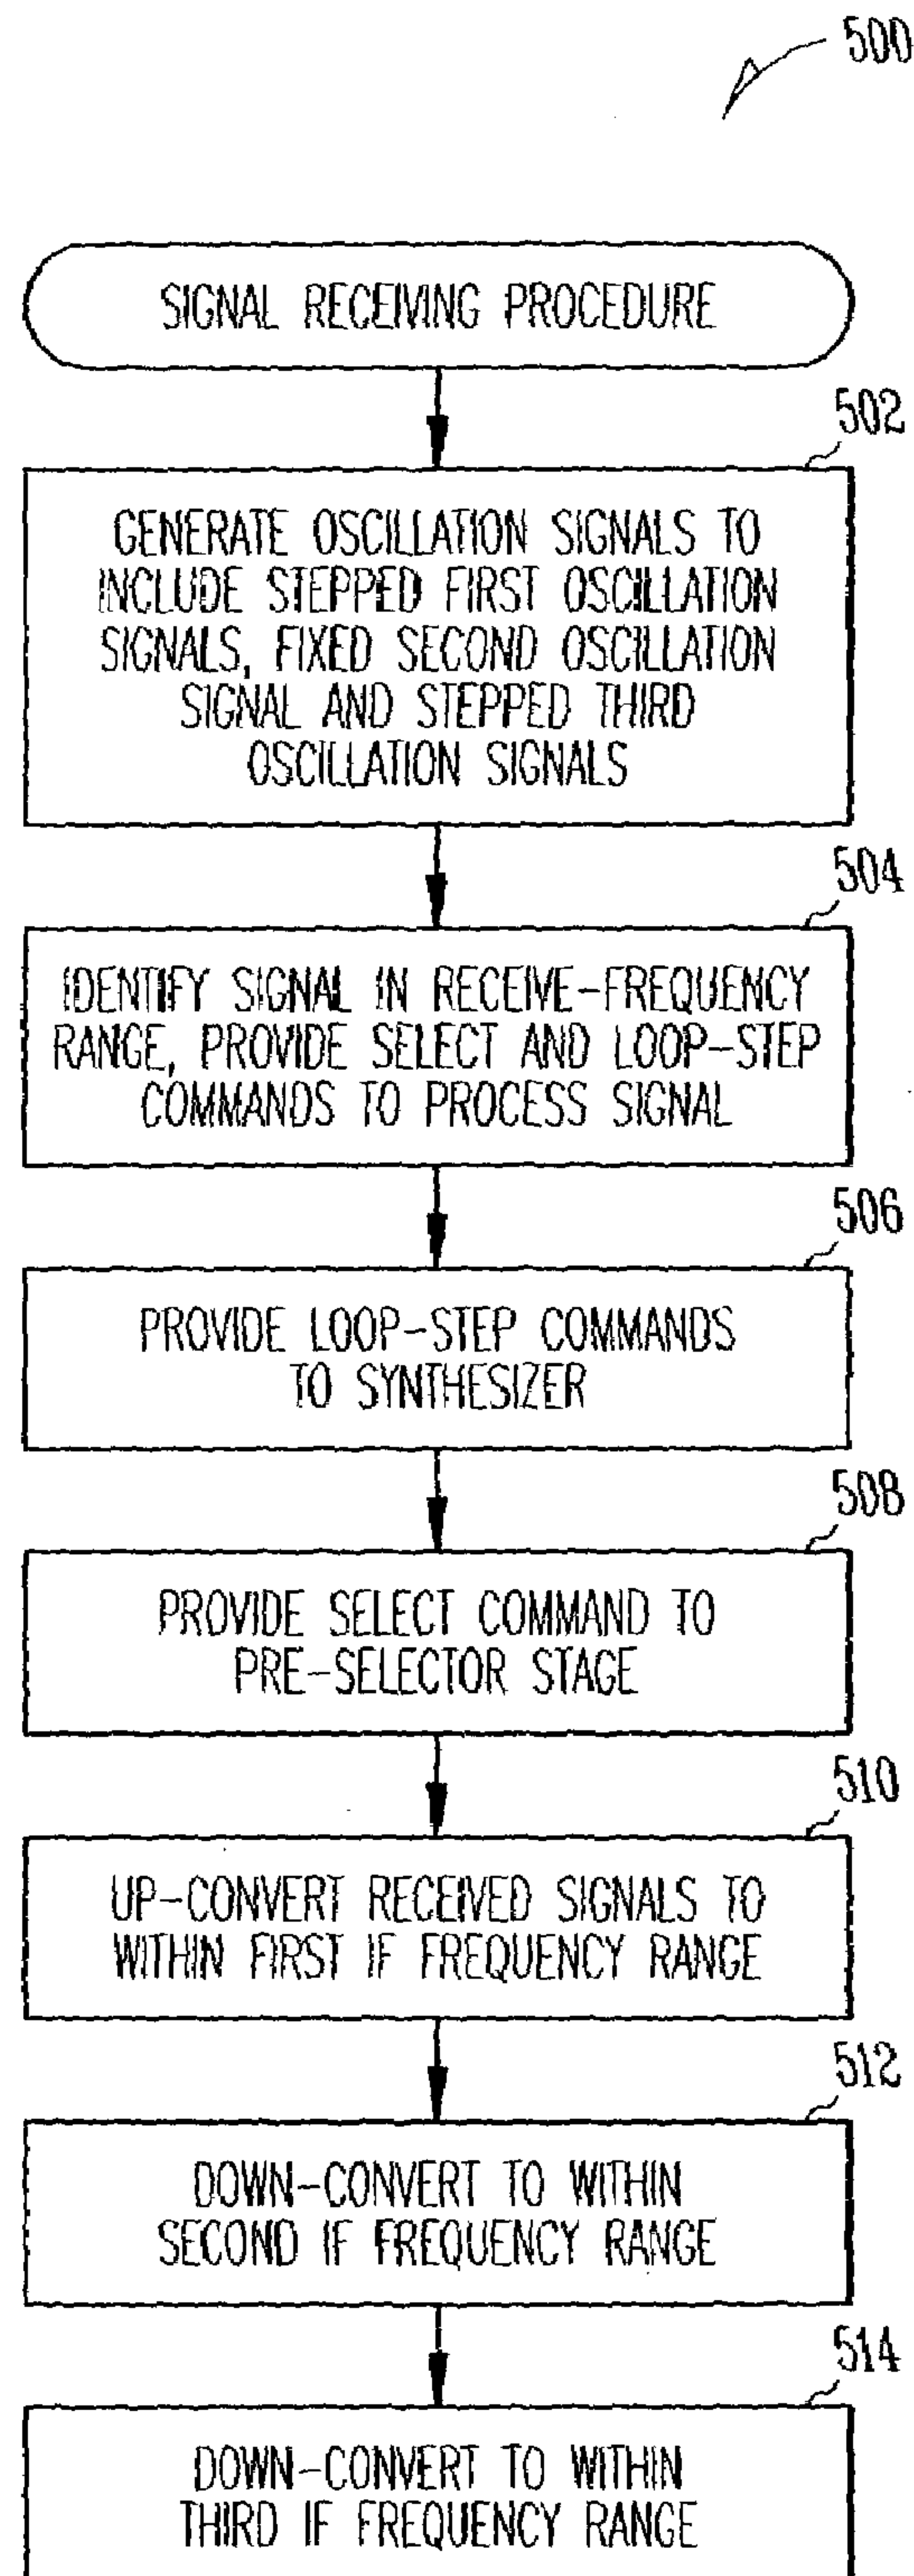 500
SIGNAL RECEIVING PROCEDURE
502
GENERATE OSCILLATION SIGNALS TO
INCLUDE STEPPED FIRST OSCILLATION
SIGNALS, FIXED SECOND OSCILLATION
SIGNAL AND STEPPED THIRD
OSCILLATION SIGNALS
504
IDENTIFY SIGNAL IN RECEIVE-FREQUENCY
RANGE, PROVIDE SELECT AND LOOP-STEP
COMMANDS TO PROCESS SIGNAL
506
PROVIDE LOOP-STEP COMMANDS
TO SYNTHESIZER
508
PROVIDE SELECT COMMAND TO
PRE-SELECTOR STAGE
510
UP-CONVERT RECEIVED SIGNALS TO
WITHIN FIRST IF FREQUENCY RANGE
512
DOWN-CONVERT TO WITHIN
SECOND IF FREQUENCY RANGE
514
DOWN-CONVERT TO WITHIN
THIRD IF FREQUENCY RANGE